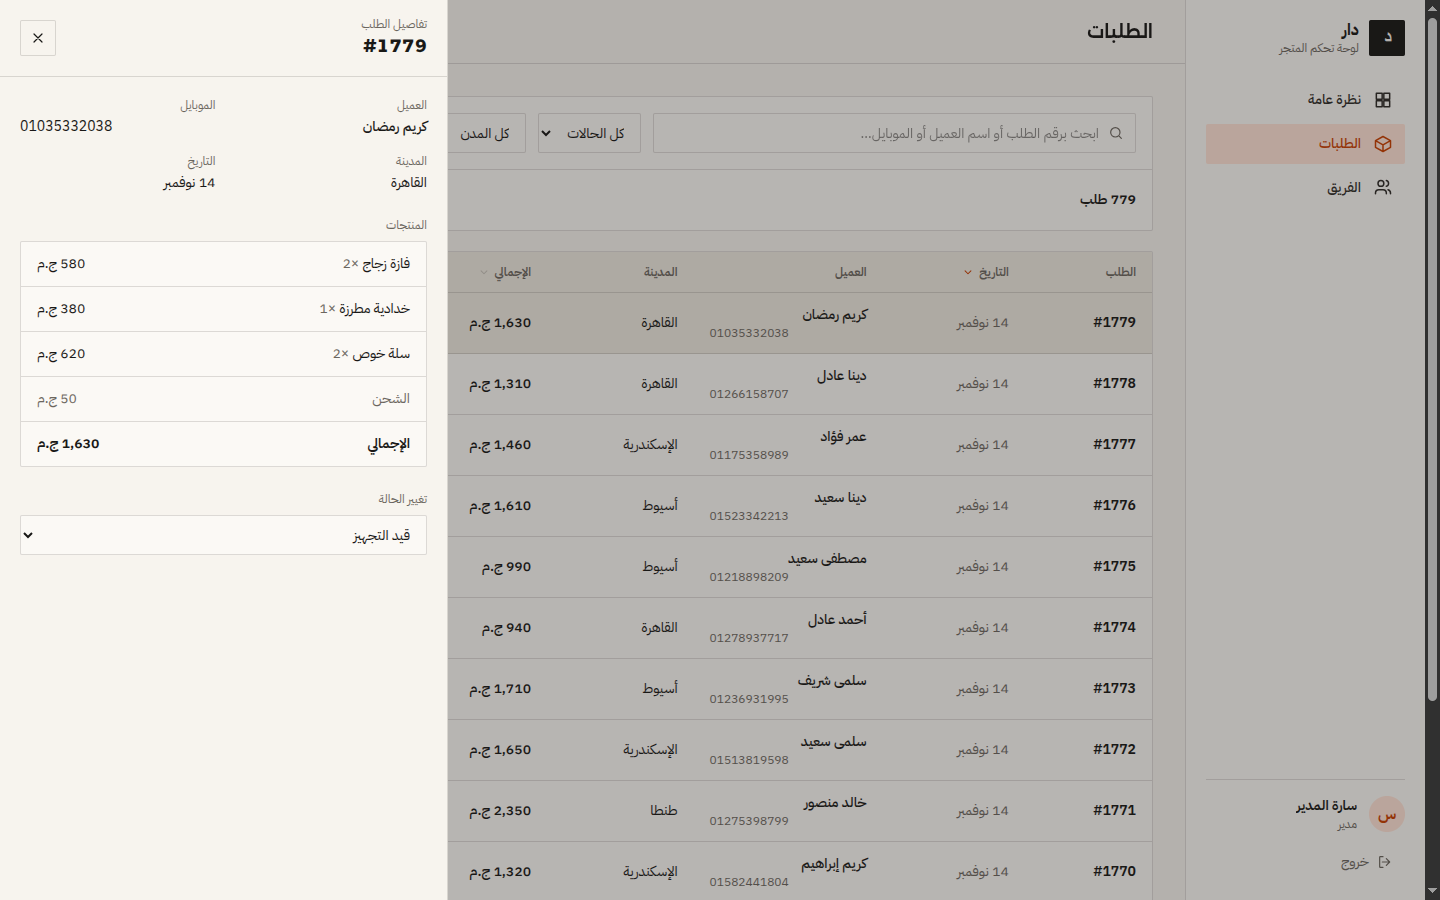 دار
لوحة تحكم المتجر
نظرة عامة
الطلبات
الفريق
سارة المدير
مدير
س
خروج
د
الطلبات
ابحث برقم الطلب أو اسم العميل أو الموبايل...
كل الحالات
كل المدن
779 طلب
الطلب التاريخ العميل المدينة الإجمالي
#1779 14 نوفمبر كريم رمضان 01035332038 القاهرة 1,630 ج.م
#1778 14 نوفمبر دينا عادل 01266158707 القاهرة 1,310 ج.م
#1777 14 نوفمبر عمر فؤاد 01175358989 الإسكندرية 1,460 ج.م
#1776 14 نوفمبر دينا سعيد 01523342213 أسيوط 1,610 ج.م
#1775 14 نوفمبر مصطفى سعيد 01218898209 أسيوط 990 ج.م
#1774 14 نوفمبر أحمد عادل 01278937717 القاهرة 940 ج.م
#1773 14 نوفمبر سلمى شريف 01236931995 أسيوط 1,710 ج.م
#1772 14 نوفمبر سلمى سعيد 01513819598 الإسكندرية 1,650 ج.م
#1771 14 نوفمبر خالد منصور 01275398799 طنطا 2,350 ج.م
#1770 14 نوفمبر كريم إبراهيم 01582441804 الإسكندرية 1,320 ج.م
تفاصيل الطلب
#1779
العميل الموبايل
كريم رمضان 01035332038
المدينة التاريخ
القاهرة 14 نوفمبر
المنتجات
فازة زجاج ×2 580 ج.م
خدادية مطرزة ×1 380 ج.م
سلة خوص ×2 620 ج.م
الشحن 50 ج.م
الإجمالي 1,630 ج.م
تغيير الحالة
قيد التجهيز